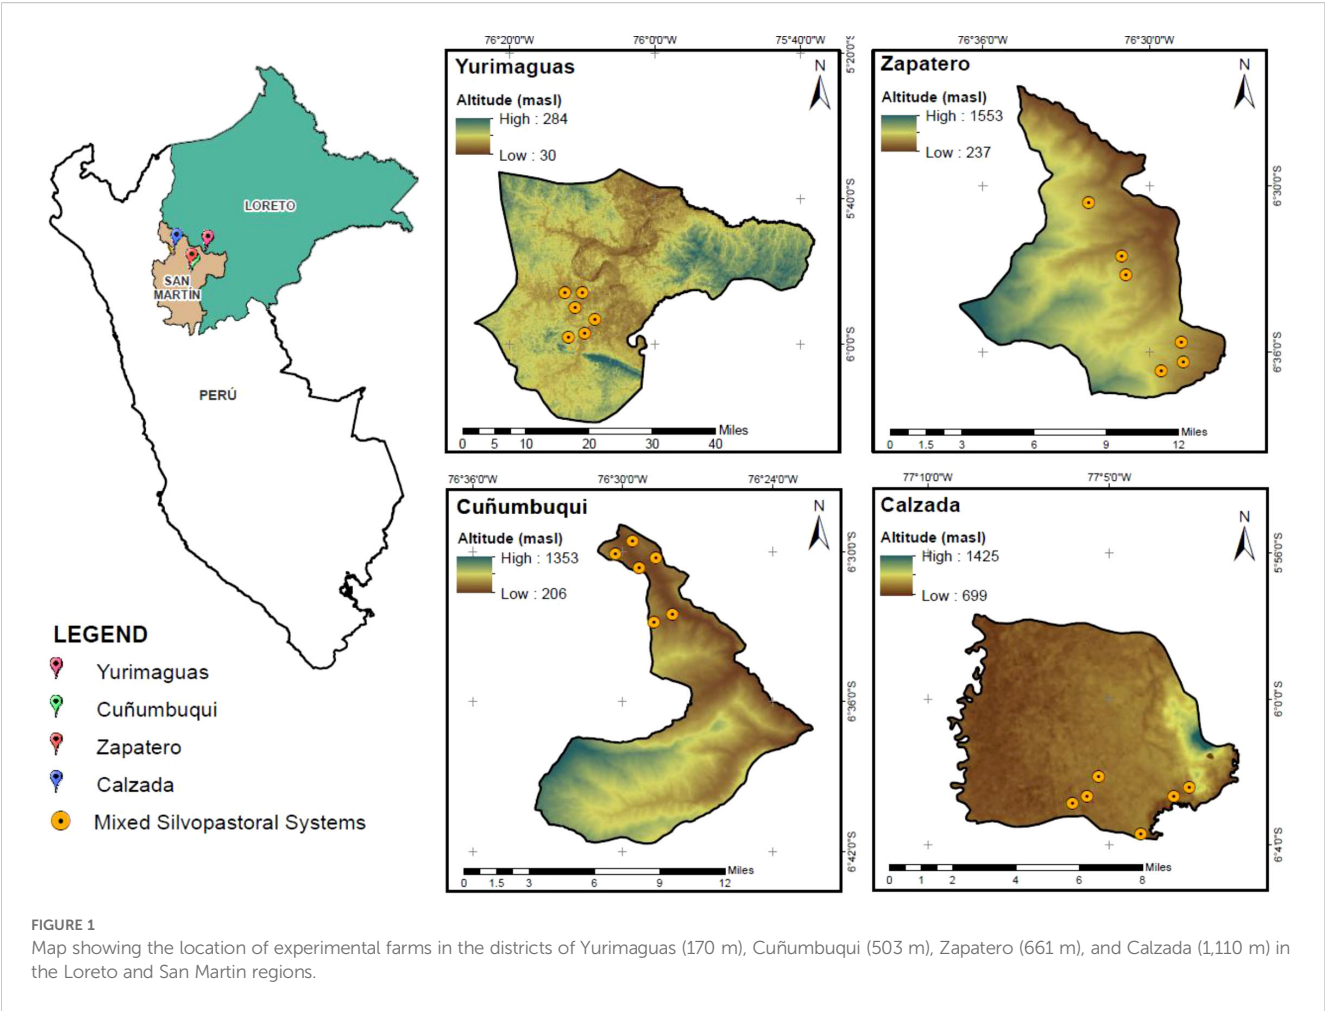 LORETO
SAN
MARTÍN
PERÚ
LEGEND
Yurimaguas
Cuñumbuqui
Zapatero
Calzada
Mixed Silvopastoral Systems
76°20'0"W 76°0'0"W 75°40'0"W
Yurimaguas
N
Altitude (masl)
High : 284
Low : 30
5°20'0"S
5°40'0"S
6°0'0"S
Miles
0 5 10 20 30 40
76°36'0"W 76°30'0"W
Zapatero
N
Altitude (masl)
High : 1553
Low : 237
6°30'0"S
6°36'0"S
Miles
0 1.5 3 6 9 12
76°36'0"W 76°30'0"W 76°24'0"W
Cuñumbuqui
N
Altitude (masl)
High : 1353
Low : 206
6°30'0"S
6°36'0"S
6°42'0"S
Miles
0 1.5 3 6 9 12
77°10'0"W 77°5'0"W
Calzada
N
Altitude (masl)
High : 1425
Low : 699
5°56'0"S
6°0'0"S
6°4'0"S
Miles
0 1 2 4 6 8
FIGURE 1
Map showing the location of experimental farms in the districts of Yurimaguas (170 m), Cuñumbuqui (503 m), Zapatero (661 m), and Calzada (1,110 m) in
the Loreto and San Martin regions.